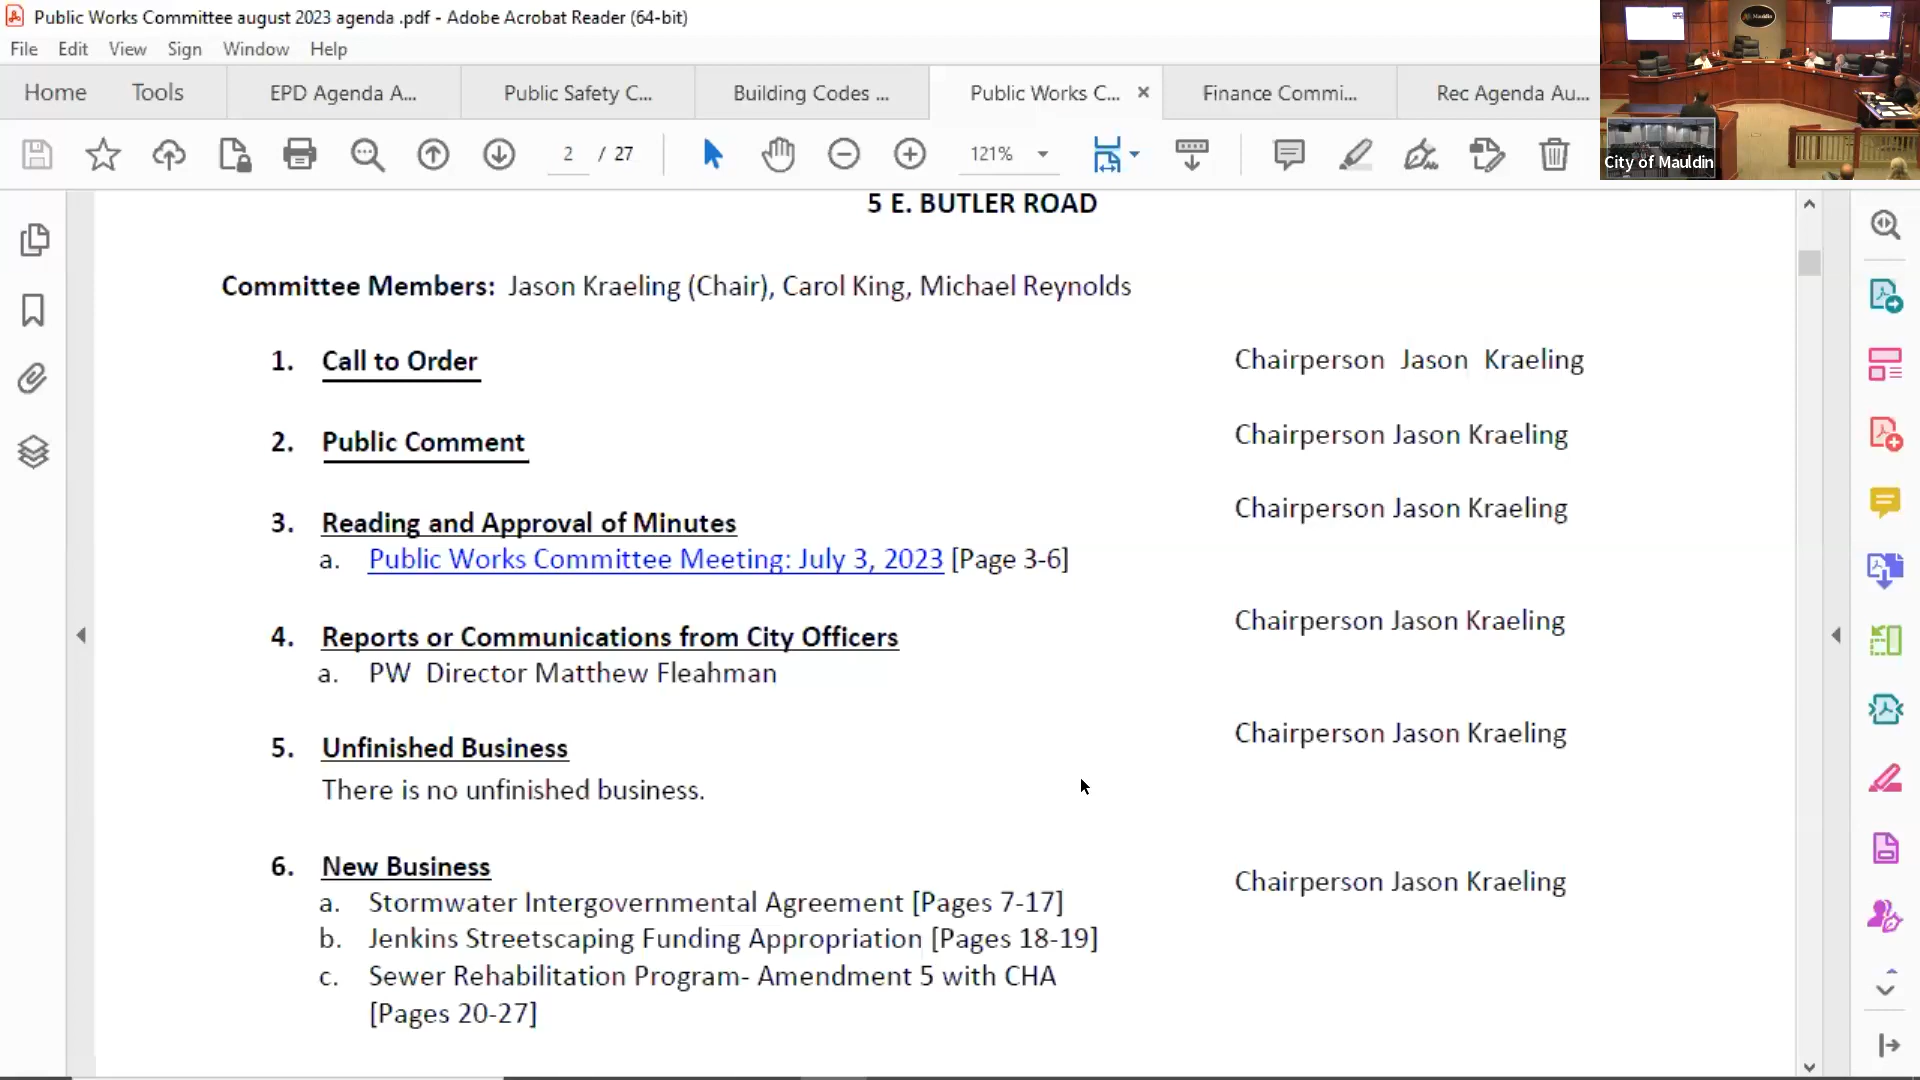 Public Works Committee august 2023 agenda .pdf - Adobe Acrobat Reader (64-bit)
File Edit View Sign Window Help
Home Tools EPD Agenda A... Public Safety C... Building Codes ... Public Works C... Finance Commi... Rec Agenda Au...
2 / 27 121%
Mauldin
City of Mauldin
5 E. BUTLER ROAD
Committee Members: Jason Kraeling (Chair), Carol King, Michael Reynolds
1. Call to Order Chairperson Jason Kraeling
2. Public Comment Chairperson Jason Kraeling
3. Reading and Approval of Minutes Chairperson Jason Kraeling
a. Public Works Committee Meeting: July 3, 2023 [Page 3-6]
4. Reports or Communications from City Officers Chairperson Jason Kraeling
a. PW Director Matthew Fleahman
5. Unfinished Business Chairperson Jason Kraeling
There is no unfinished business.
6. New Business Chairperson Jason Kraeling
a. Stormwater Intergovernmental Agreement [Pages 7-17]
b. Jenkins Streetscaping Funding Appropriation [Pages 18-19]
c. Sewer Rehabilitation Program- Amendment 5 with CHA
[Pages 20-27]